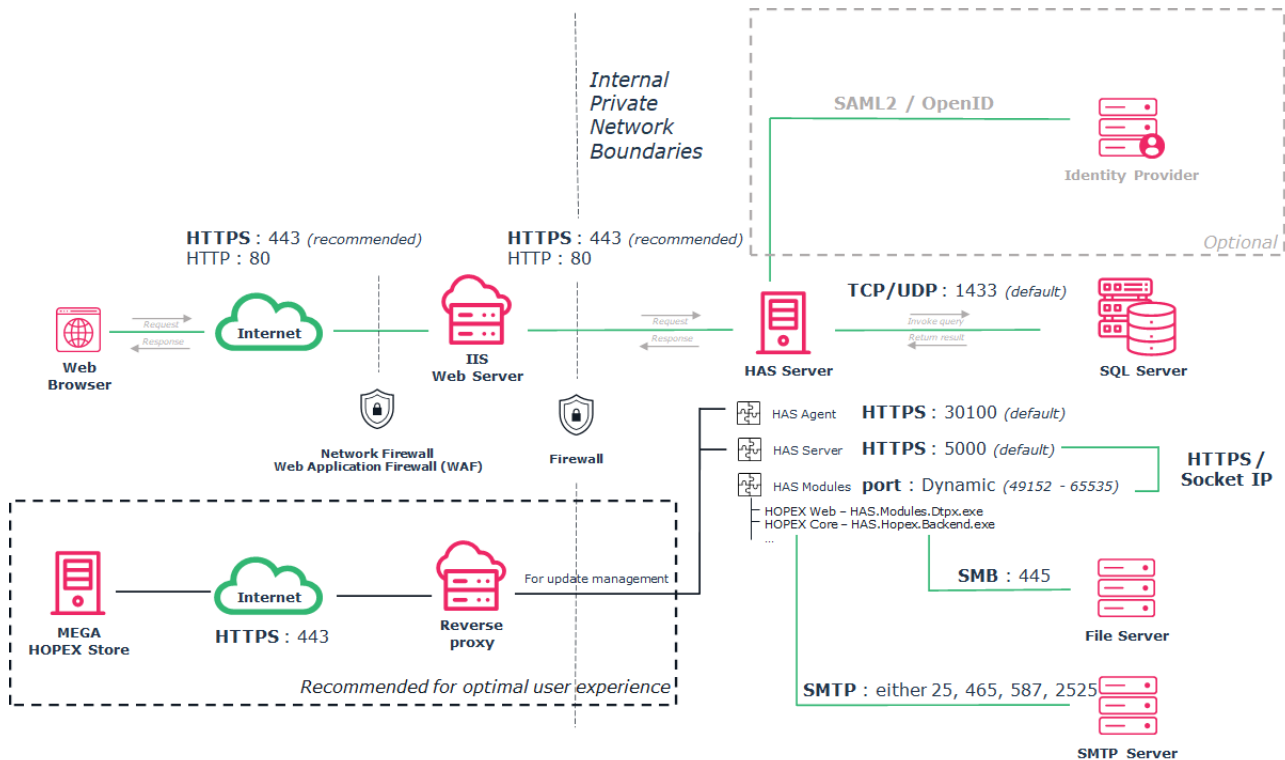 Internal
Private
Network
Boundaries
SAML2 / OpenID
Identity Provider
Optional
HTTPS : 443 (recommended)
HTTP : 80
HTTPS : 443 (recommended)
HTTP : 80
TCP/UDP : 1433 (default)
Request
Response
Internet
Request
Response
Invoke query
Return result
Web
Browser
IIS
Web Server
HAS Server
SQL Server
Network Firewall
Web Application Firewall (WAF)
Firewall
HAS Agent HTTPS : 30100 (default)
HAS Server HTTPS : 5000 (default)
HAS Modules port : Dynamic (49152 - 65535)
HTTPS /
Socket IP
HOPEX Web – HAS.Modules.Dtpx.exe
HOPEX Core – HAS.Hopex.Backend.exe
...
MEGA
HOPEX Store
Internet
HTTPS : 443
Reverse
proxy
For update management
Recommended for optimal user experience
SMB : 445
File Server
SMTP : either 25, 465, 587, 2525
SMTP Server